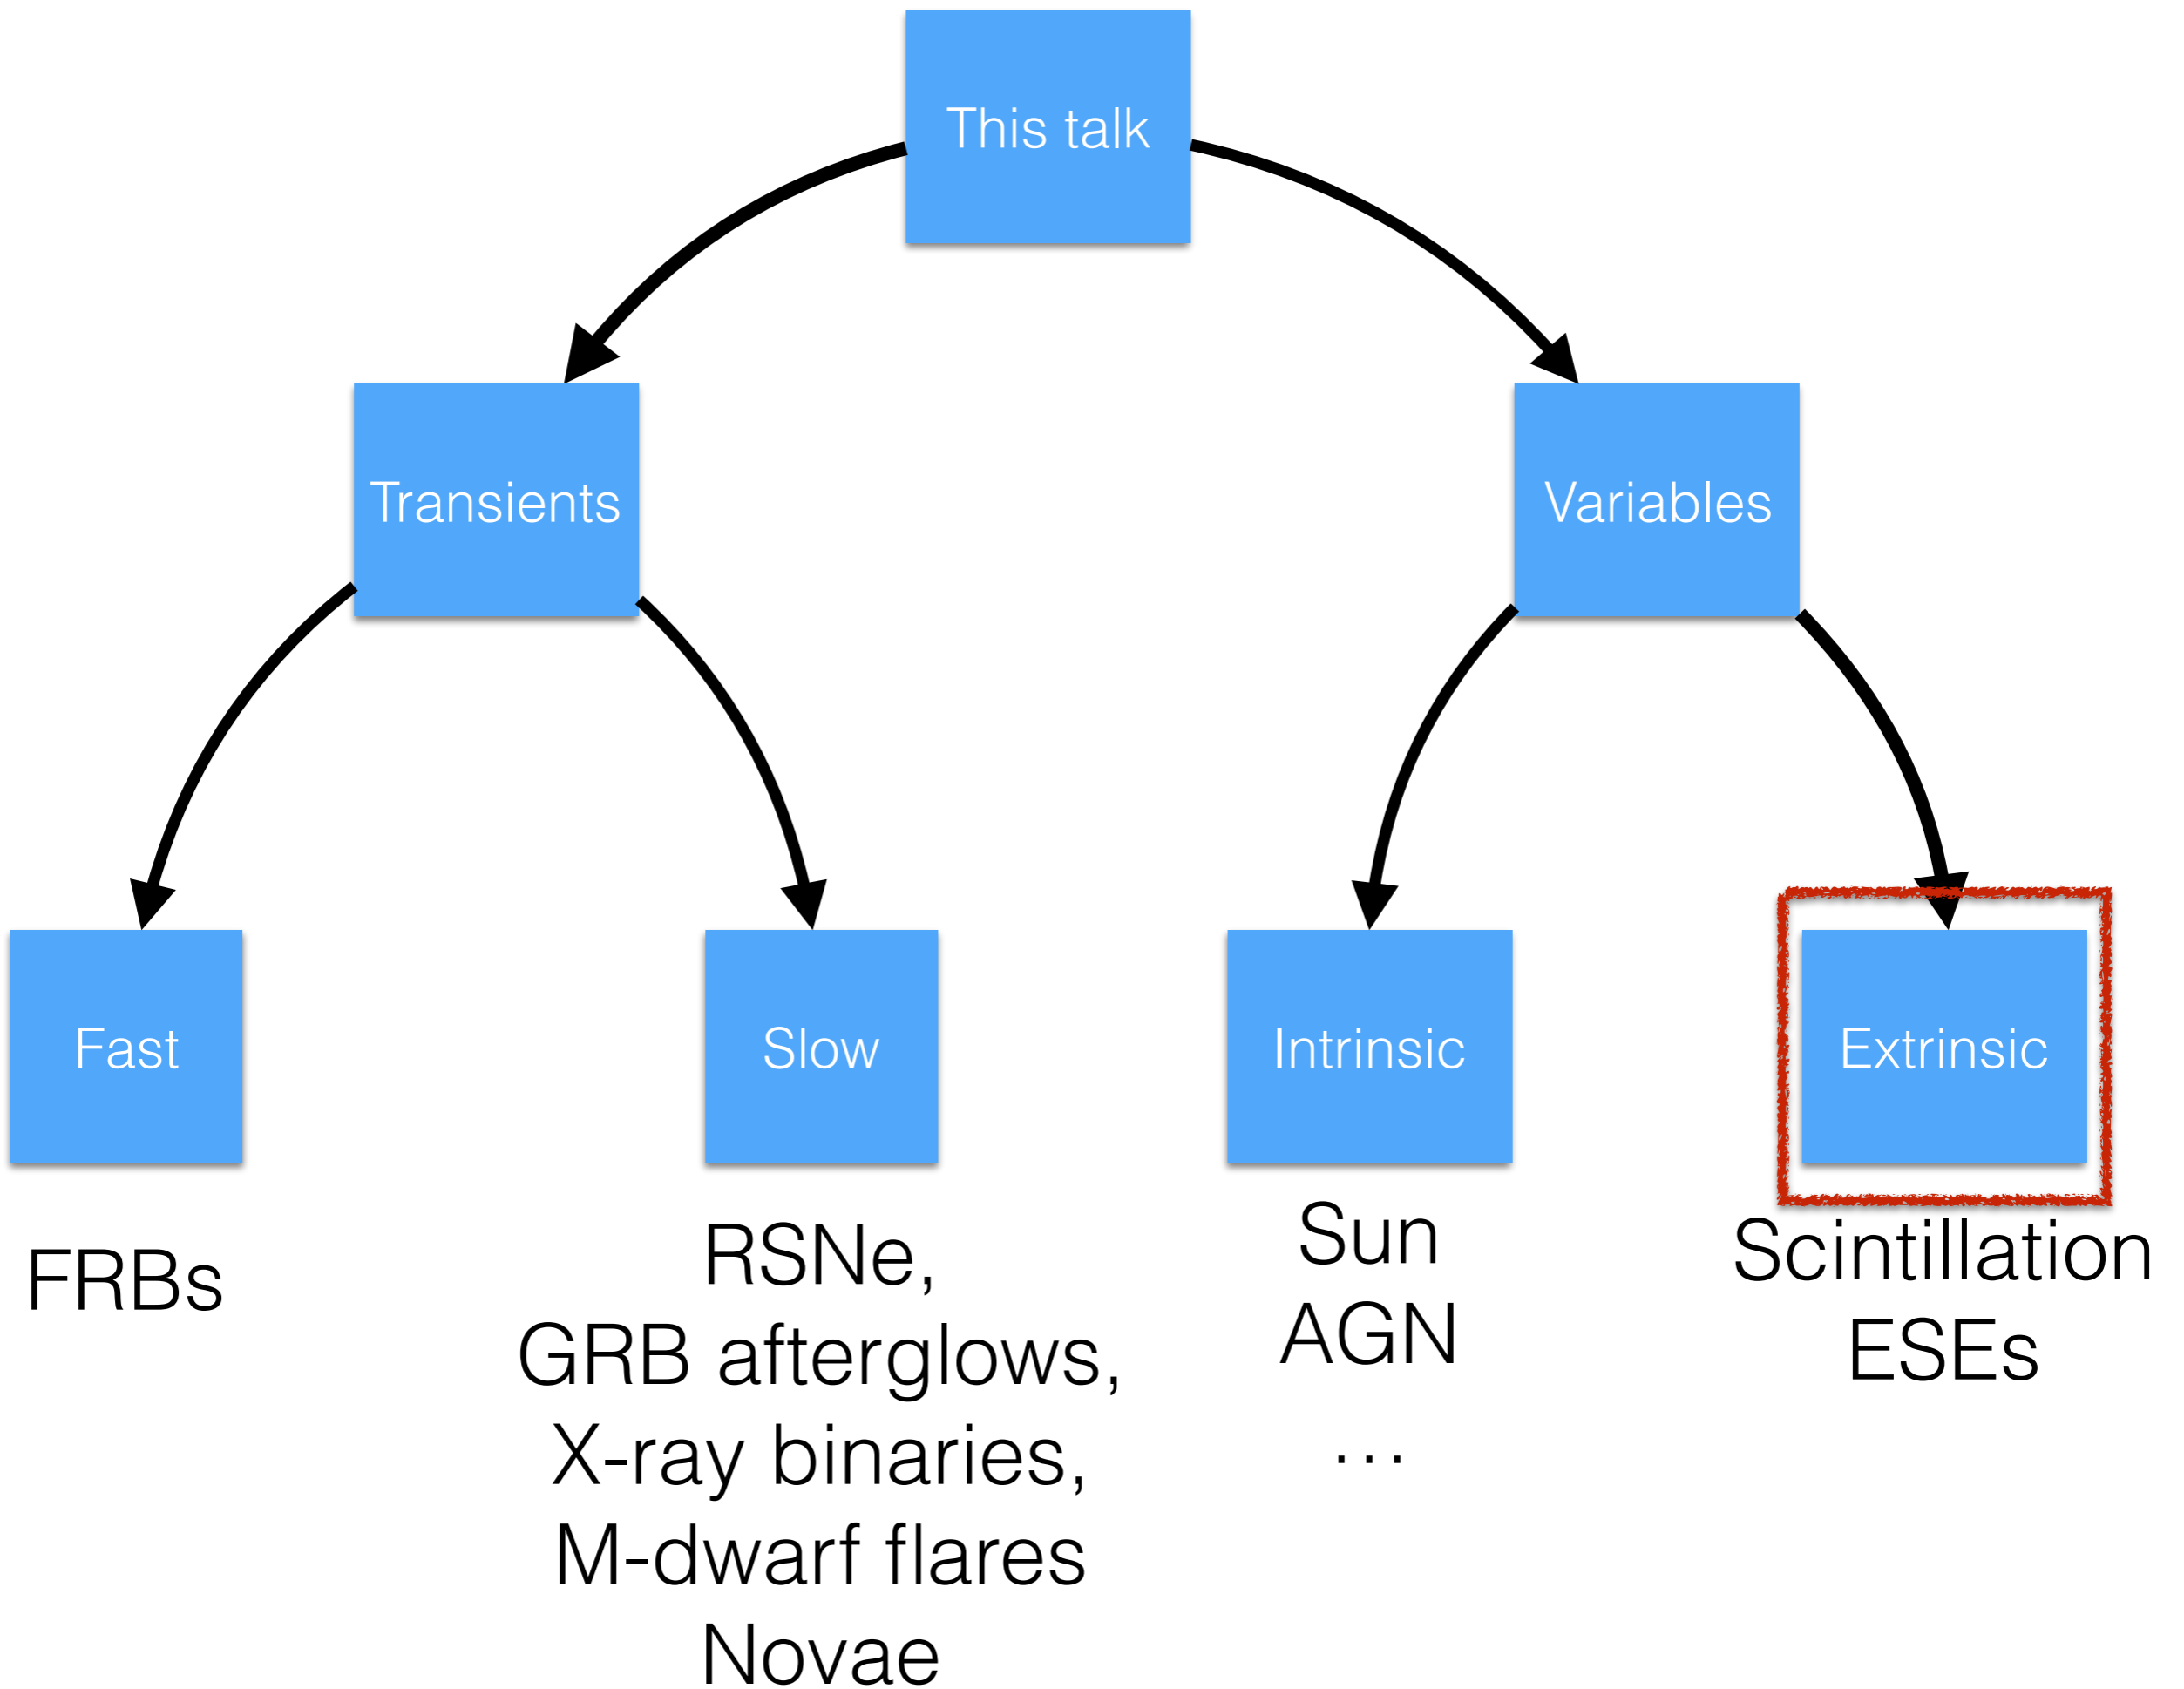 This talk
Transients
Variables
Fast
Slow
Intrinsic
Extrinsic
FRBs
RSNe,
GRB afterglows,
X-ray binaries,
M-dwarf flares
Novae
Sun
AGN
...
Scintillation
ESEs